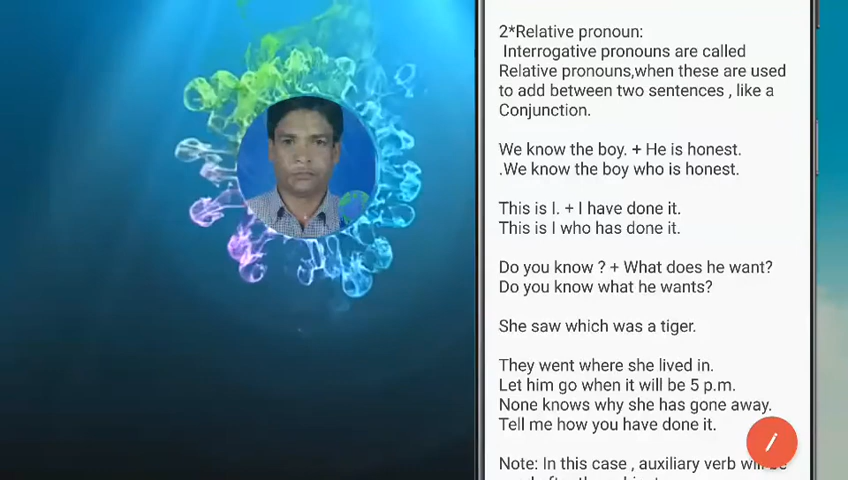 2*Relative pronoun:
Interrogative pronouns are called
Relative pronouns,when these are used
to add between two sentences , like a
Conjunction.
We know the boy. + He is honest.
.We know the boy who is honest.
This is I. + I have done it.
This is I who has done it.
Do you know ? + What does he want?
Do you know what he wants?
She saw which was a tiger.
They went where she lived in.
Let him go when it will be 5 p.m.
None knows why she has gone away.
Tell me how you have done it.
Note: In this case , auxiliary verb will be